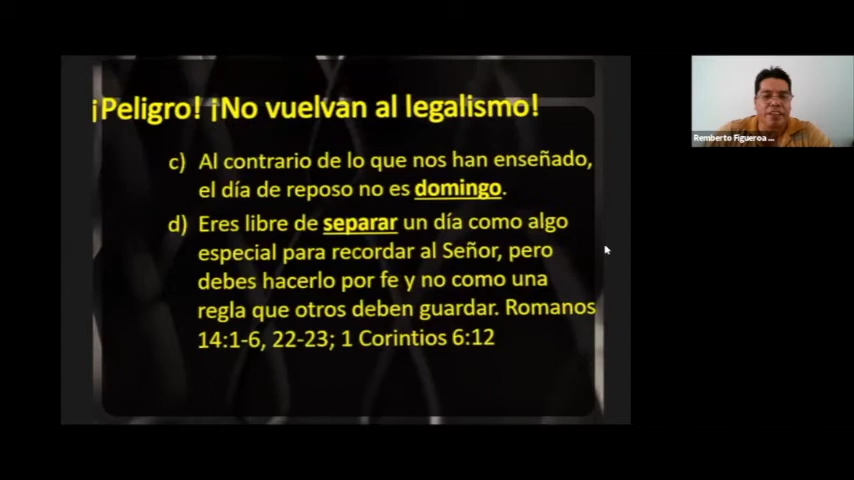 ¡Peligro! ¡No vuelvan al legalismo!
c) Al contrario de lo que nos han enseñado,
el día de reposo no es domingo.
d) Eres libre de separar un día como algo
especial para recordar al Señor, pero
debes hacerlo por fe y no como una
regla que otros deben guardar. Romanos
14:1-6, 22-23; 1 Corintios 6:12
Remberto Figueroa ...